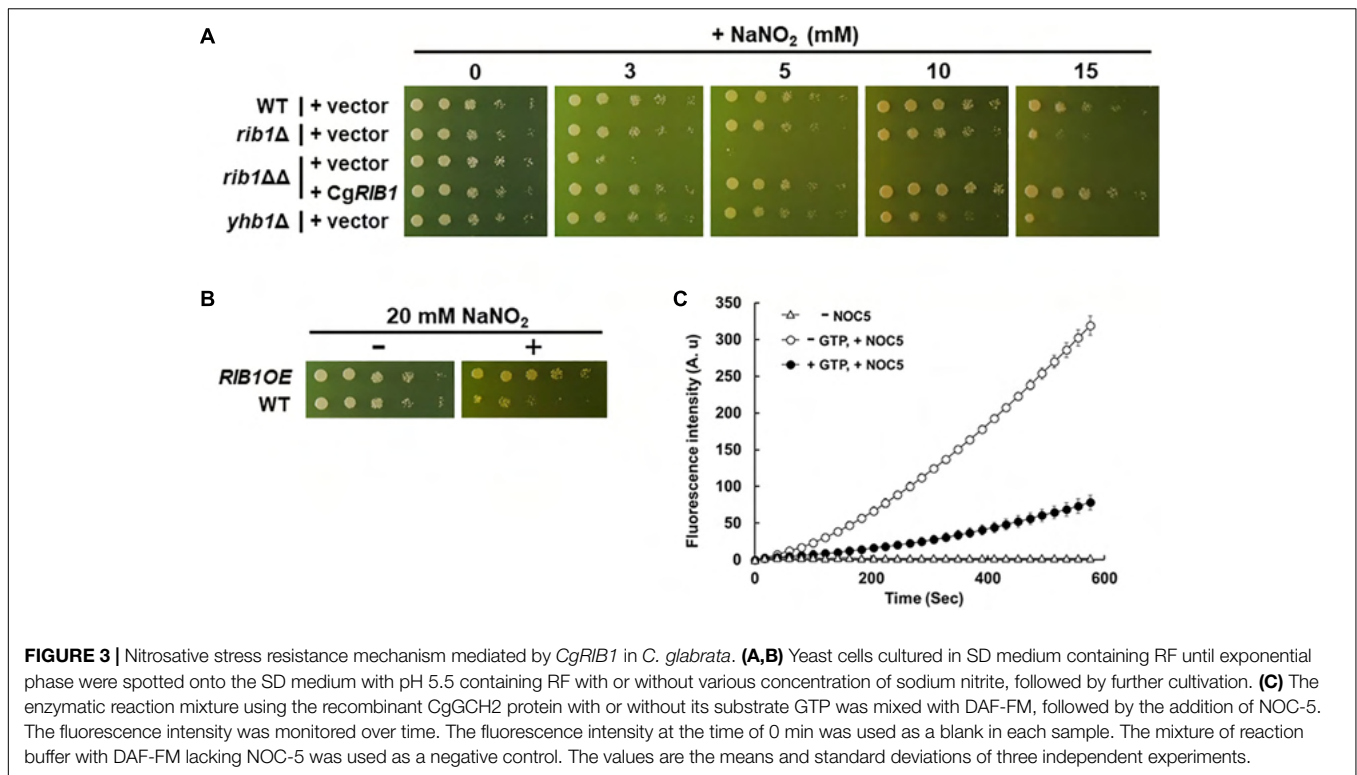 A
+ NaNO₂ (mM)
0 3 5 10 15
WT | + vector
rib1Δ | + vector
rib1ΔΔ | + vector
+ CgRIB1
yhb1Δ | + vector
B
20 mM NaNO₂
− +
RIB1OE
WT
C
350
300
250
200
150
100
50
0
Fluorescence intensity (A. u)
− NOC5
− GTP, + NOC5
+ GTP, + NOC5
0 200 400 600
Time (Sec)
FIGURE 3 | Nitrosative stress resistance mechanism mediated by CgRIB1 in C. glabrata. (A,B) Yeast cells cultured in SD medium containing RF until exponential
phase were spotted onto the SD medium with pH 5.5 containing RF with or without various concentration of sodium nitrite, followed by further cultivation. (C) The
enzymatic reaction mixture using the recombinant CgGCH2 protein with or without its substrate GTP was mixed with DAF-FM, followed by the addition of NOC-5.
The fluorescence intensity was monitored over time. The fluorescence intensity at the time of 0 min was used as a blank in each sample. The mixture of reaction
buffer with DAF-FM lacking NOC-5 was used as a negative control. The values are the means and standard deviations of three independent experiments.